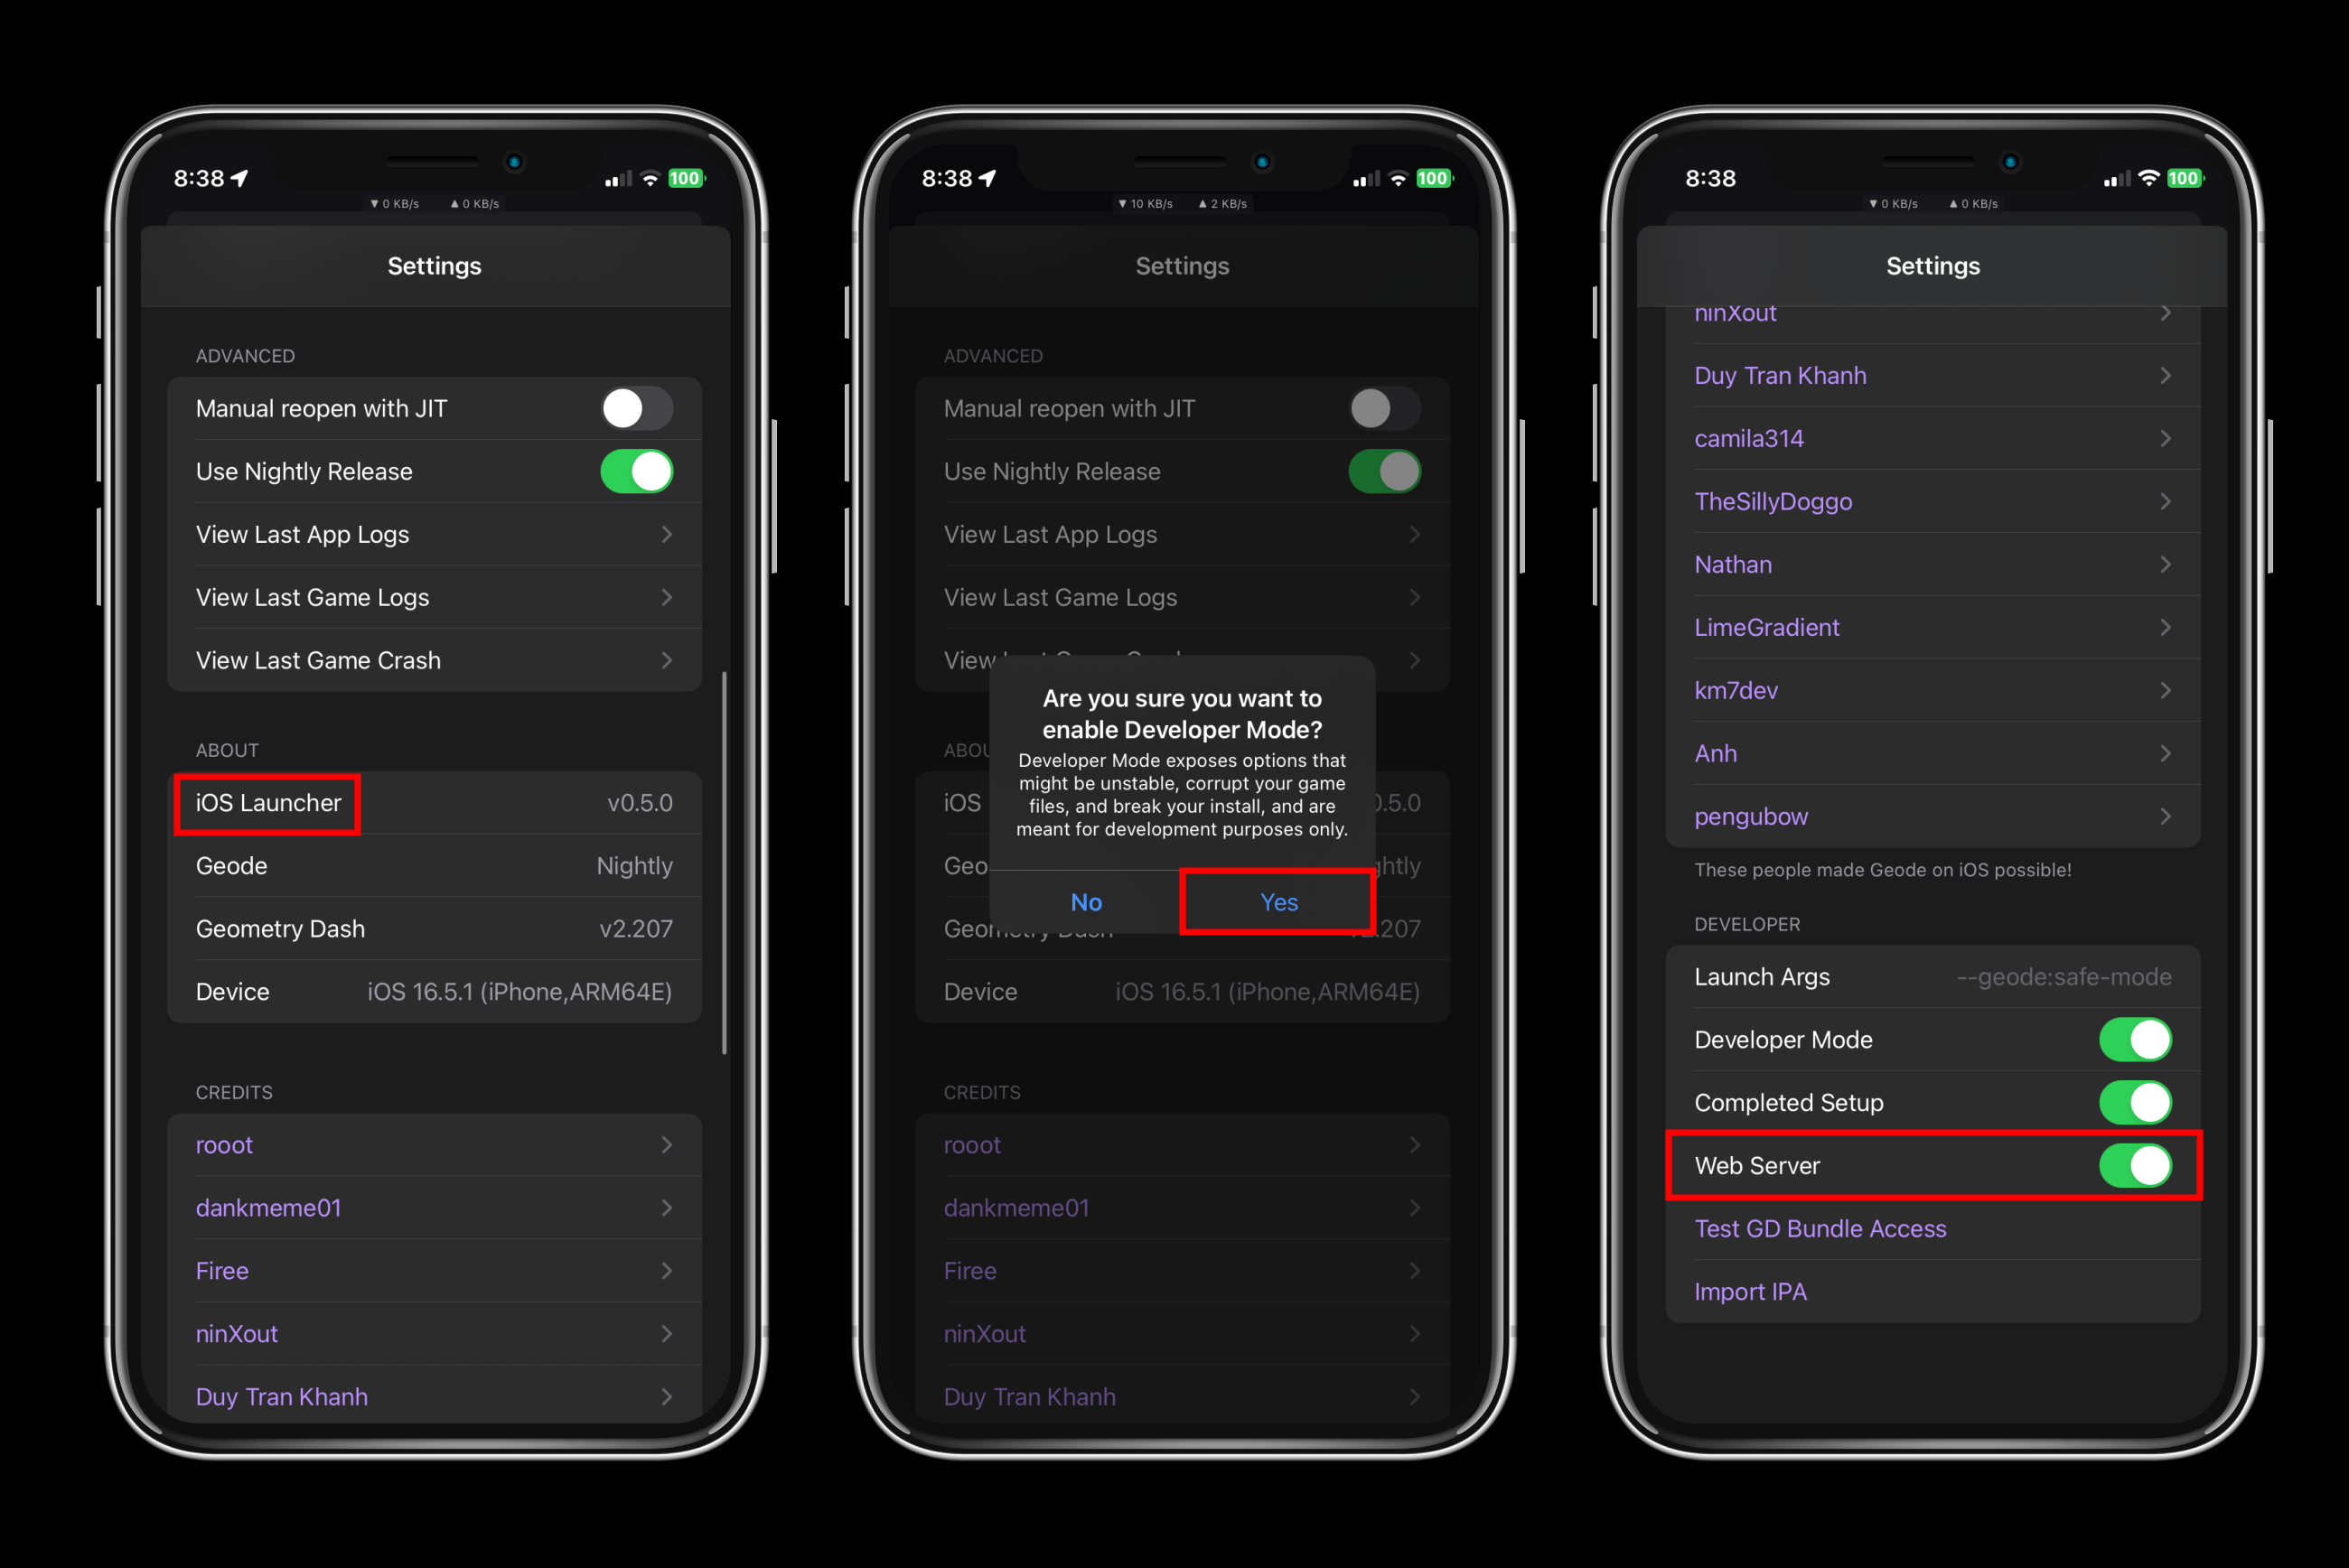 8:38
100
▼ 0 KB/s ▲ 0 KB/s
Settings
ADVANCED
Manual reopen with JIT
Use Nightly Release
View Last App Logs
View Last Game Logs
View Last Game Crash
ABOUT
iOS Launcher v0.5.0
Geode Nightly
Geometry Dash v2.207
Device iOS 16.5.1 (iPhone,ARM64E)
CREDITS
rooot
dankmeme01
Firee
ninXout
Duy Tran Khanh
8:38
100
▼ 10 KB/s ▲ 2 KB/s
Settings
ADVANCED
Manual reopen with JIT
Use Nightly Release
View Last App Logs
View Last Game Logs
View
Are you sure you want to
enable Developer Mode?
Developer Mode exposes options that
might be unstable, corrupt your game
files, and break your install, and are
meant for development purposes only.
No Yes
ABOU
iOS 0.5.0
Geo ghtly
Geometry Dash 2.207
Device iOS 16.5.1 (iPhone,ARM64E)
CREDITS
rooot
dankmeme01
Firee
ninXout
Duy Tran Khanh
8:38
100
▼ 0 KB/s ▲ 0 KB/s
Settings
ninXout
Duy Tran Khanh
camila314
TheSillyDoggo
Nathan
LimeGradient
km7dev
Anh
pengubow
These people made Geode on iOS possible!
DEVELOPER
Launch Args --geode:safe-mode
Developer Mode
Completed Setup
Web Server
Test GD Bundle Access
Import IPA